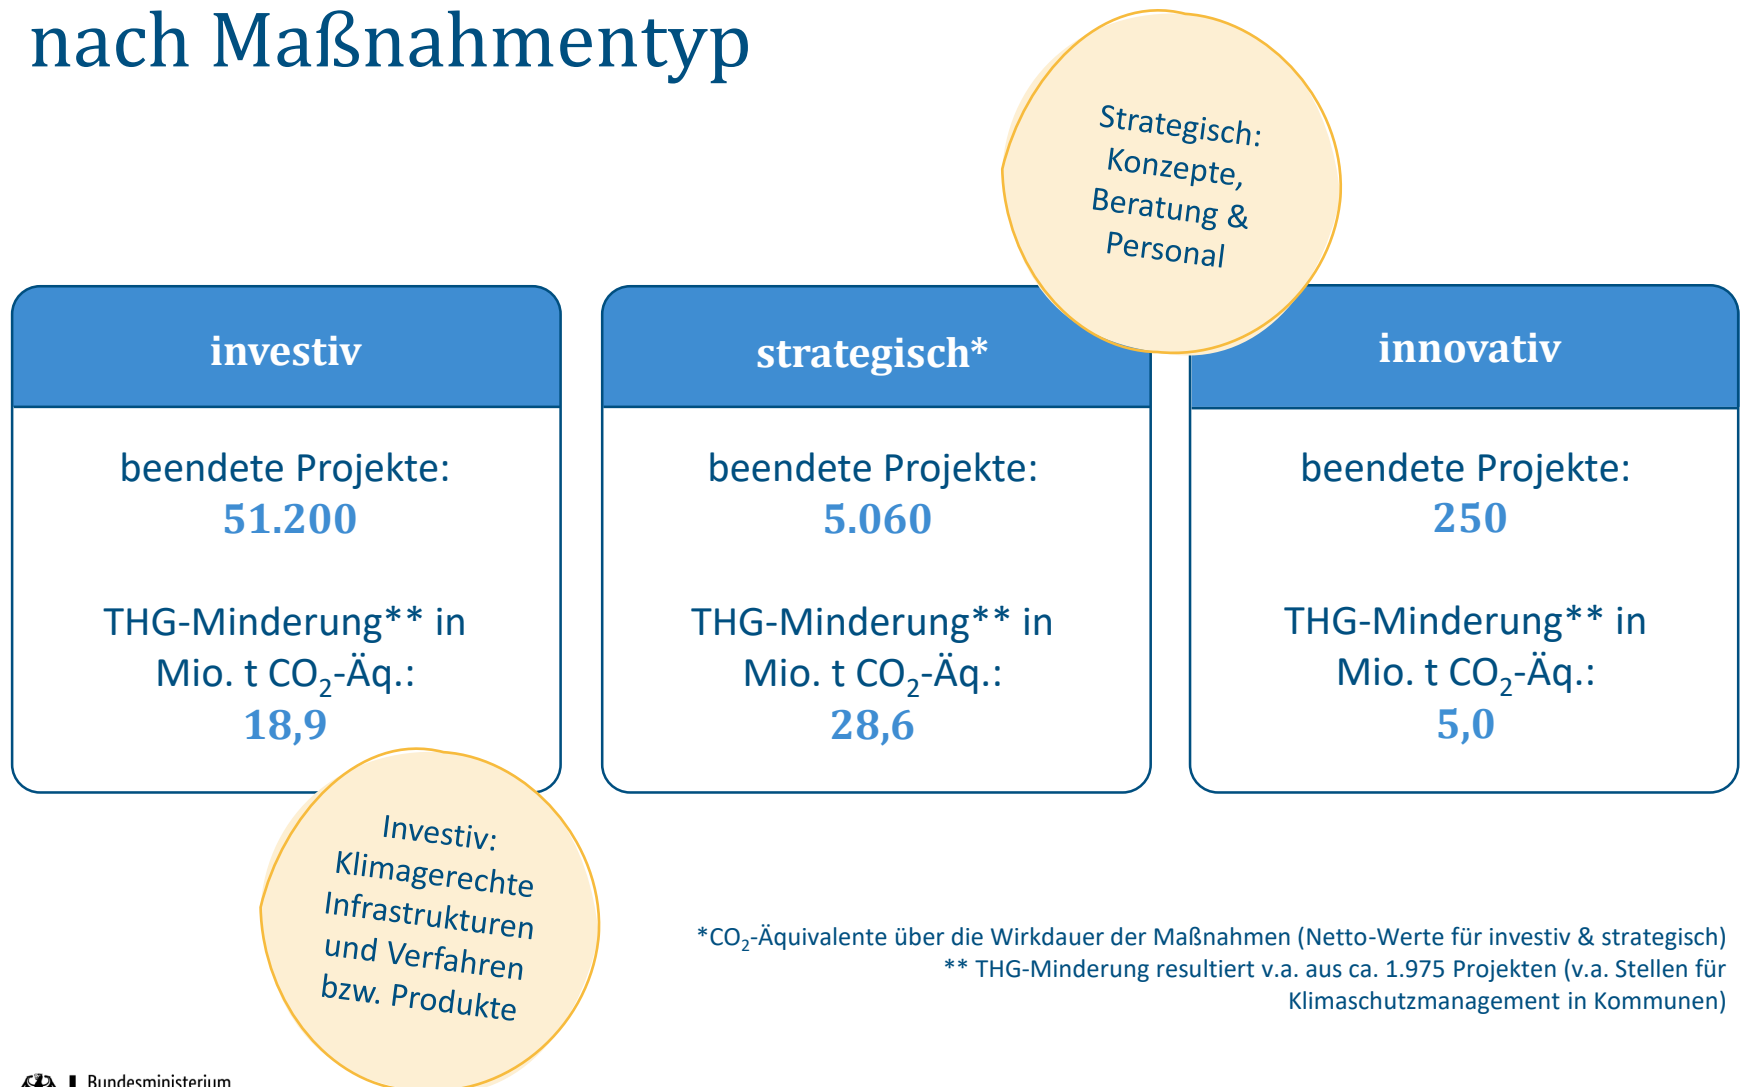 nach Maßnahmentyp
Strategisch:
Konzepte,
Beratung &
Personal
investiv
beendete Projekte:
51.200
THG-Minderung** in
Mio. t CO₂-Äq.:
18,9
strategisch*
beendete Projekte:
5.060
THG-Minderung** in
Mio. t CO₂-Äq.:
28,6
innovativ
beendete Projekte:
250
THG-Minderung** in
Mio. t CO₂-Äq.:
5,0
Investiv:
Klimagerechte
Infrastrukturen
und Verfahren
bzw. Produkte
*CO₂-Äquivalente über die Wirkdauer der Maßnahmen (Netto-Werte für investiv & strategisch)
** THG-Minderung resultiert v.a. aus ca. 1.975 Projekten (v.a. Stellen für
Klimaschutzmanagement in Kommunen)
Bundesministerium